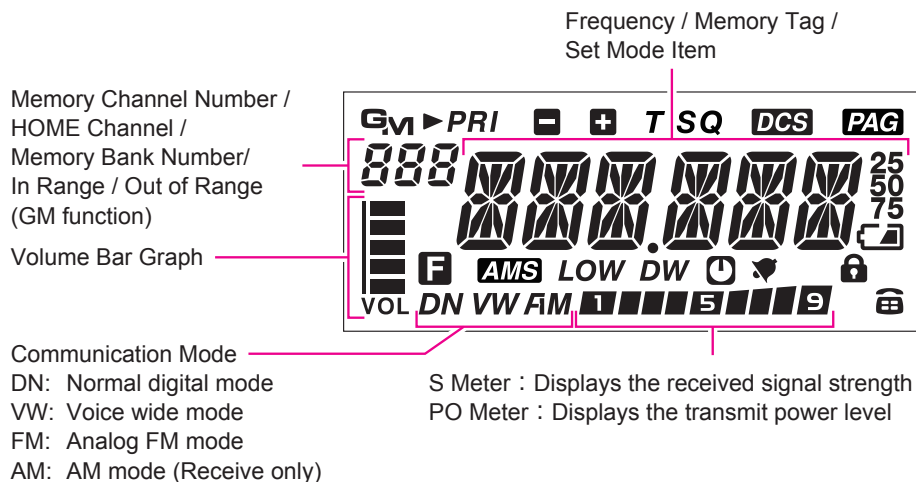 Frequency / Memory Tag /
Set Mode Item
Memory Channel Number /
HOME Channel /
Memory Bank Number/
In Range / Out of Range
(GM function)
Volume Bar Graph
GM ►PRI - + T SQ DCS PAG
888
25
50
75
F AMS LOW DW
VOL DN VW FM 1 5 9
Communication Mode
DN: Normal digital mode
VW: Voice wide mode
FM: Analog FM mode
AM: AM mode (Receive only)
S Meter : Displays the received signal strength
PO Meter : Displays the transmit power level